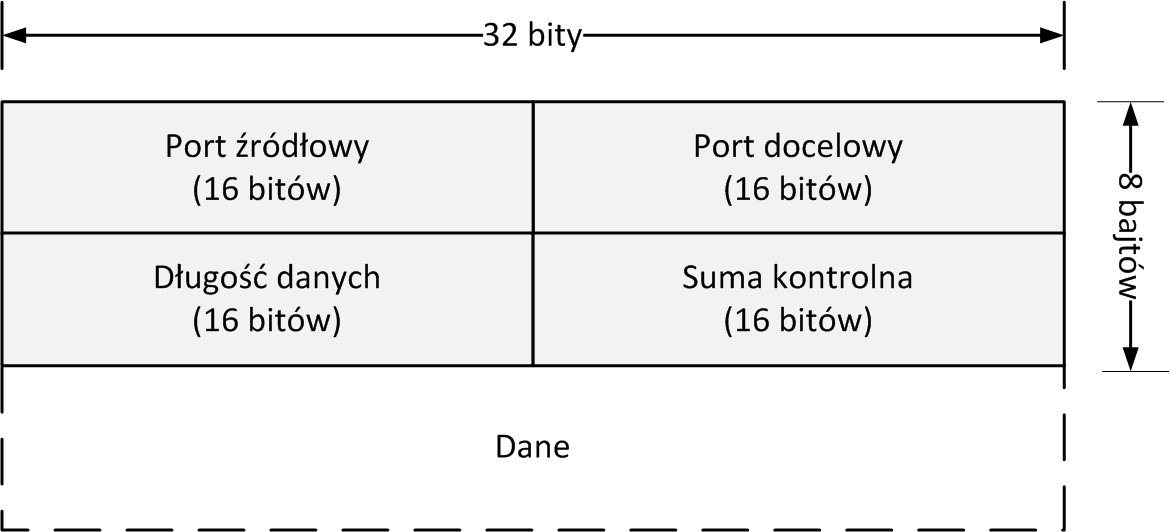 32 bity
Port źródłowy
(16 bitów)
Port docelowy
(16 bitów)
8 bajtów
Długość danych
(16 bitów)
Suma kontrolna
(16 bitów)
Dane